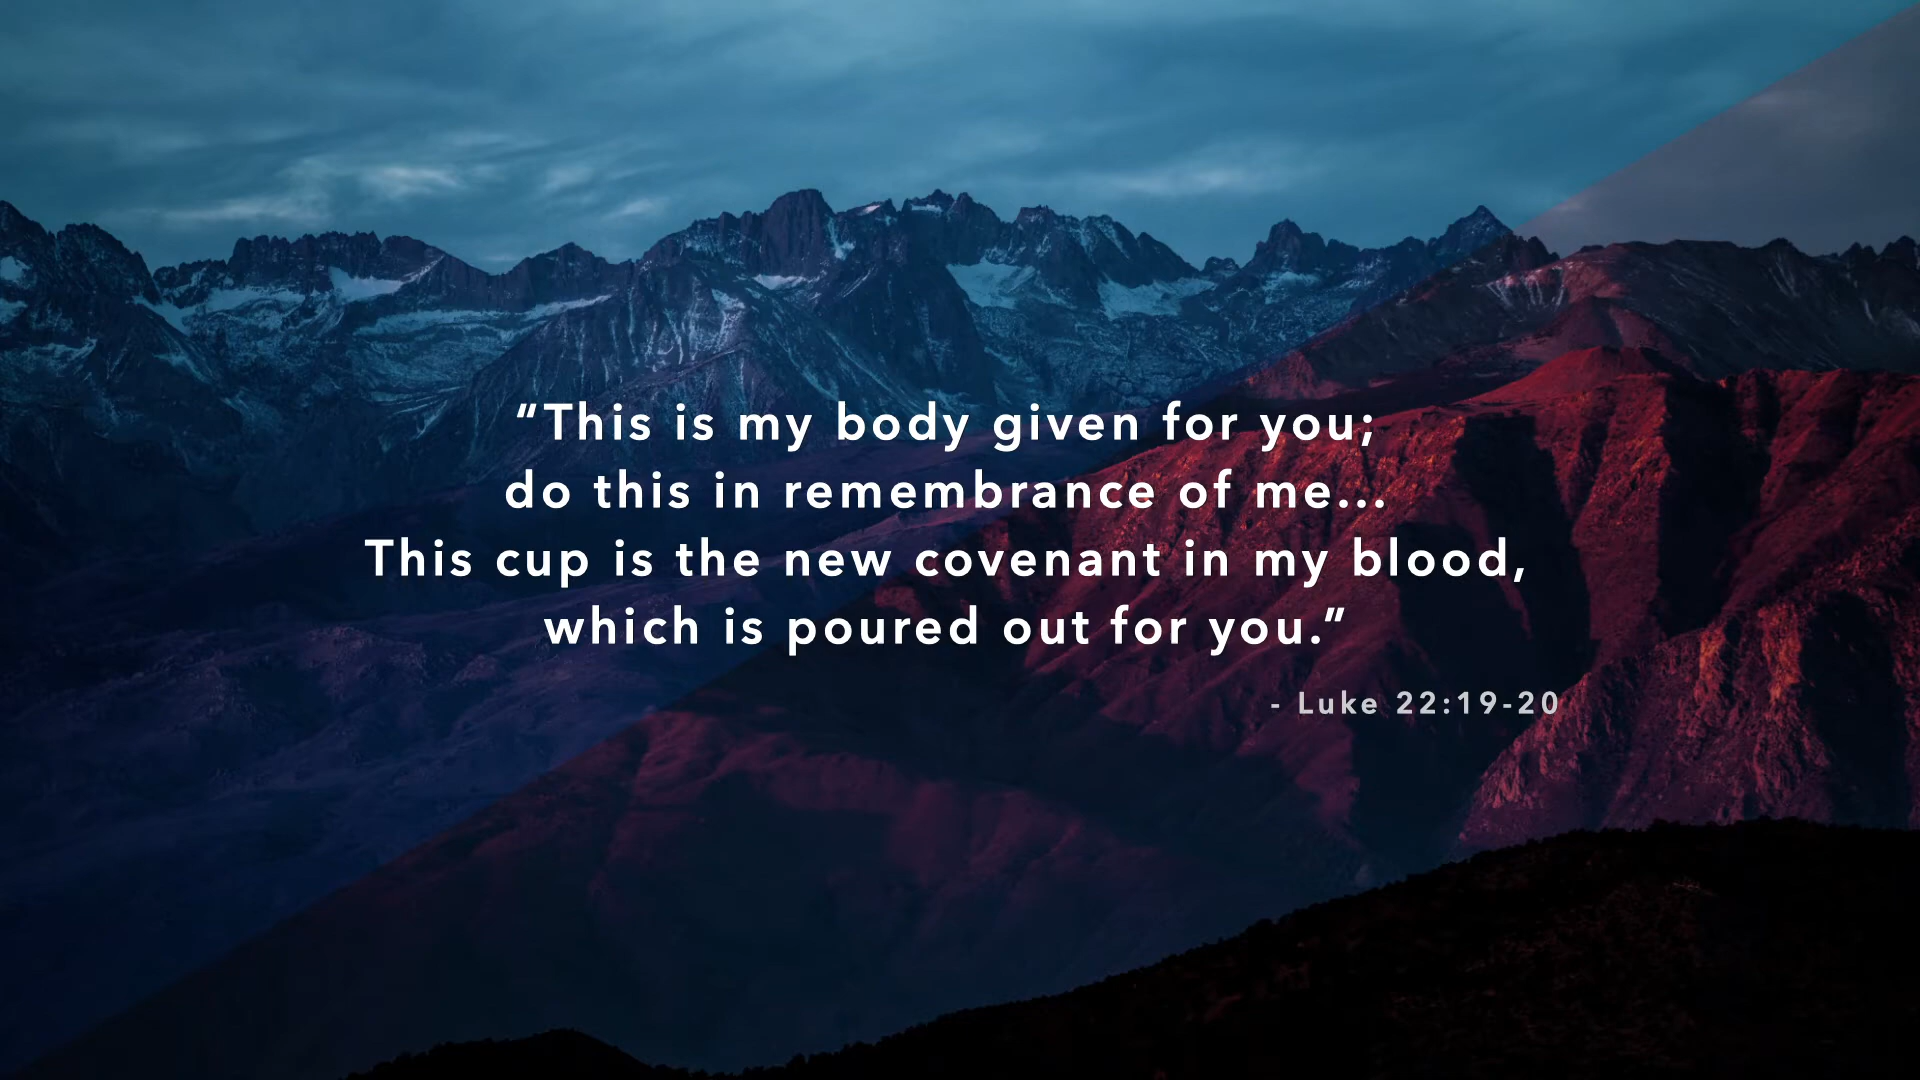 “This is my body given for you;
do this in remembrance of me...
This cup is the new covenant in my blood,
which is poured out for you.”
- Luke 22:19-20